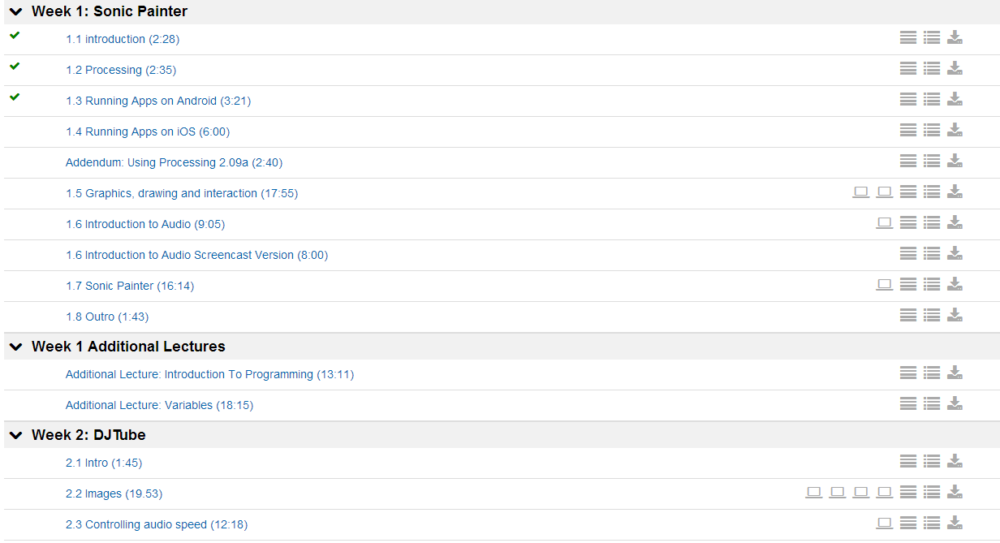 Week 1: Sonic Painter
1.1 introduction (2:28)
1.2 Processing (2:35)
1.3 Running Apps on Android (3:21)
1.4 Running Apps on iOS (6:00)
Addendum: Using Processing 2.09a (2:40)
1.5 Graphics, drawing and interaction (17:55)
1.6 Introduction to Audio (9:05)
1.6 Introduction to Audio Screencast Version (8:00)
1.7 Sonic Painter (16:14)
1.8 Outro (1:43)
Week 1 Additional Lectures
Additional Lecture: Introduction To Programming (13:11)
Additional Lecture: Variables (18:15)
Week 2: DJTube
2.1 Intro (1:45)
2.2 Images (19.53)
2.3 Controlling audio speed (12:18)